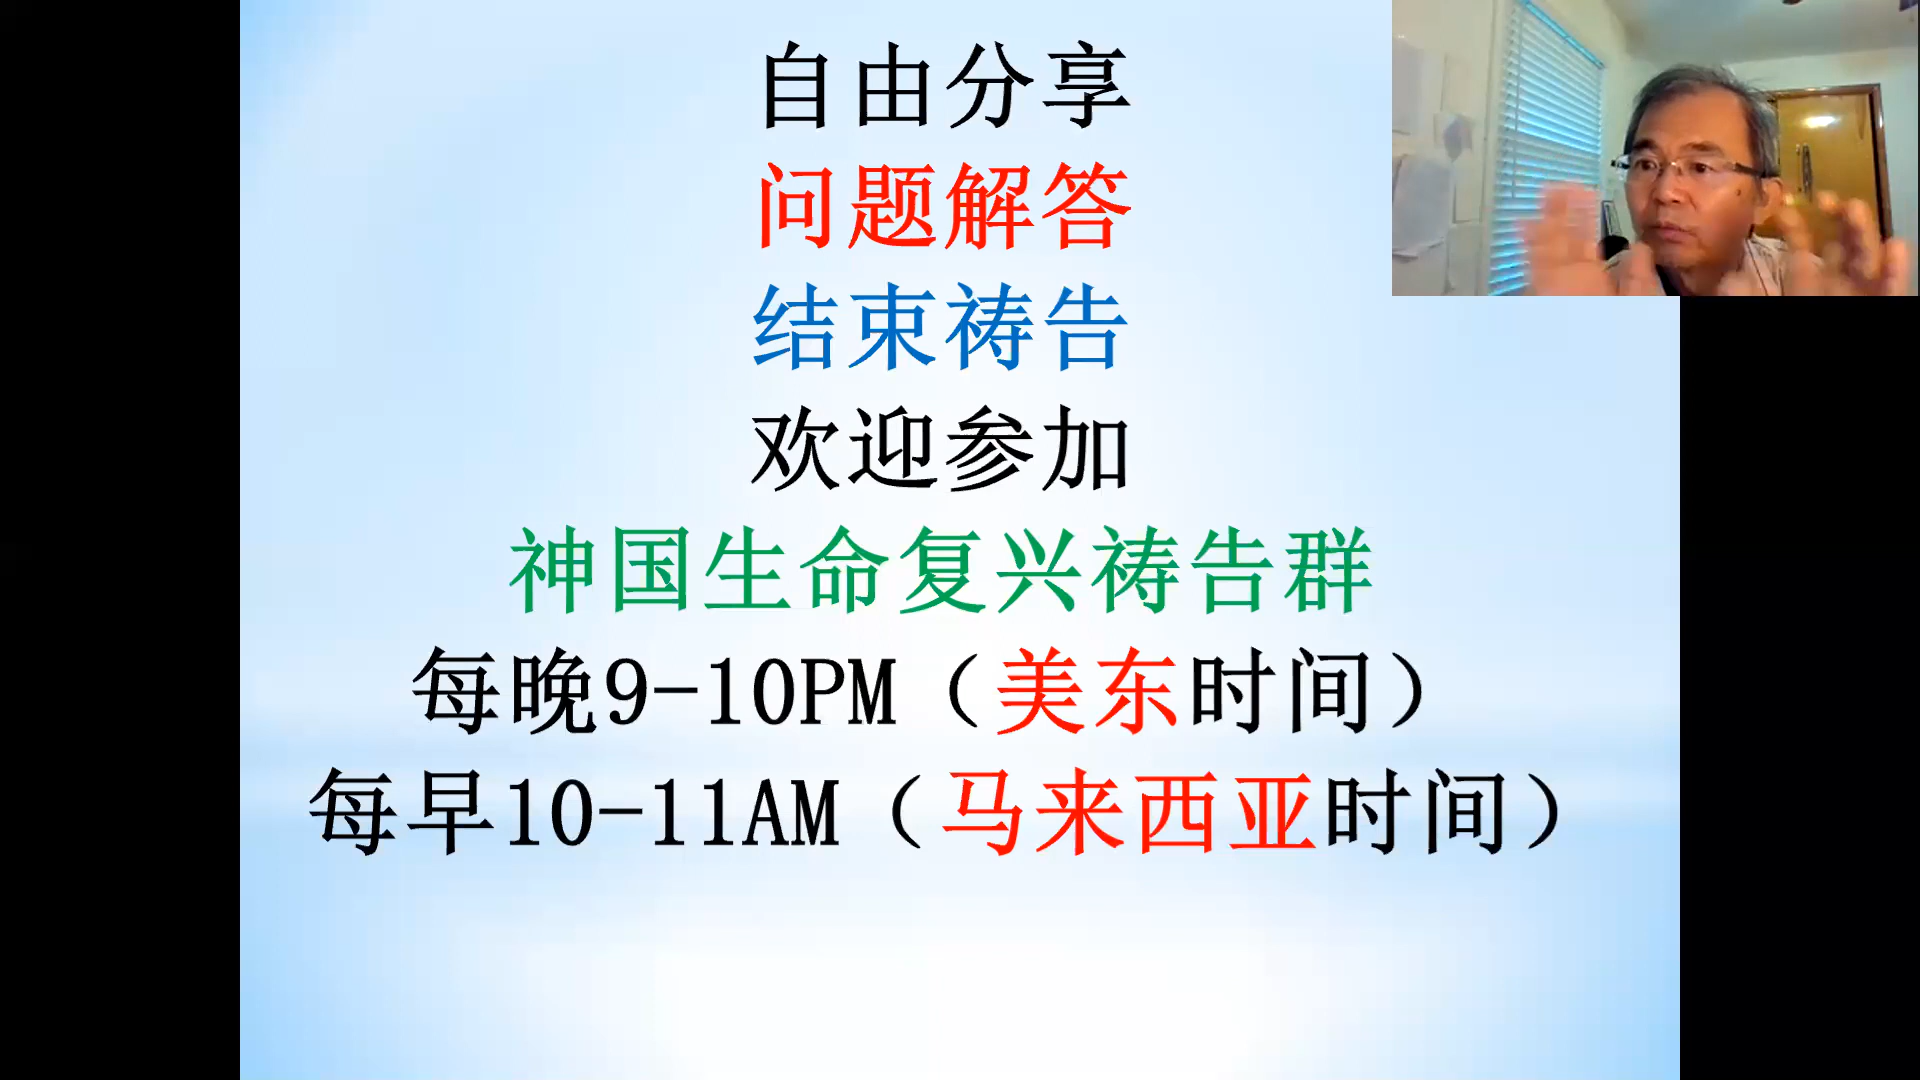 自由分享
问题解答
结束祷告
欢迎参加
神国生命复兴祷告群
每晚9-10PM（美东时间）
每早10-11AM（马来西亚时间）